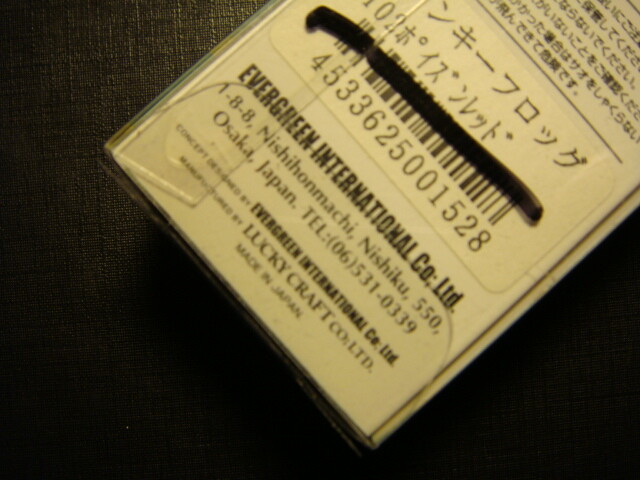 ンキーフロッグ
102ポイズンレッド
4533625001528
EVERGREEN INTERNATIONAL Co; Ltd.
1-8-8, Nishihonmachi, Nishiku, 550,
Osaka, Japan. TEL:(06)531-0339
CONCEPT DESIGNED BY EVERGREEN INTERNATIONAL Co; Ltd.
MANUFACTURED BY LUCKY CRAFT CO; LTD.
MADE IN JAPAN